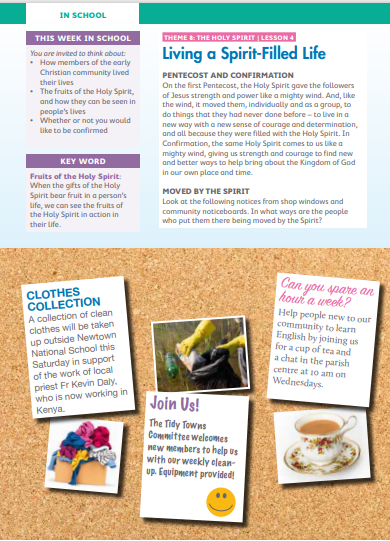 IN SCHOOL
THIS WEEK IN SCHOOL
You are invited to think about:
• How members of the early
Christian community lived
their lives
• The fruits of the Holy Spirit,
and how they can be seen in
people's lives
• Whether or not you would
like to be confirmed
KEY WORD
Fruits of the Holy Spirit:
When the gifts of the Holy
Spirit bear fruit in a person's
life, we can see the fruits of
the Holy Spirit in action in
their life.
THEME 8: THE HOLY SPIRIT | LESSON 4
Living a Spirit-Filled Life
PENTECOST AND CONFIRMATION
On the first Pentecost, the Holy Spirit gave the followers
of Jesus strength and power like a mighty wind. And, like
the wind, it moved them, individually and as a group, to
do things that they had never done before – to live in a
new way with a new sense of courage and determination,
and all because they were filled with the Holy Spirit. In
Confirmation, the same Holy Spirit comes to us like a
mighty wind, giving us strength and courage to find new
and better ways to help bring about the Kingdom of God
in our own place and time.
MOVED BY THE SPIRIT
Look at the following notices from shop windows and
community noticeboards. In what ways are the people
who put them there being moved by the Spirit?
CLOTHES
COLLECTION
A collection of clean
clothes will be taken
up outside Newtown
National School this
Saturday in support
of the work of local
priest Fr Kevin Daly,
who is now working in
Kenya.
Join Us!
The Tidy Towns
Committee welcomes
new members to help us
with our weekly clean-
up. Equipment provided!
Can you spare an
hour a week?
Help people new to our
community to learn
English by joining us
for a cup of tea and
a chat in the parish
centre at 10 am on
Wednesdays.